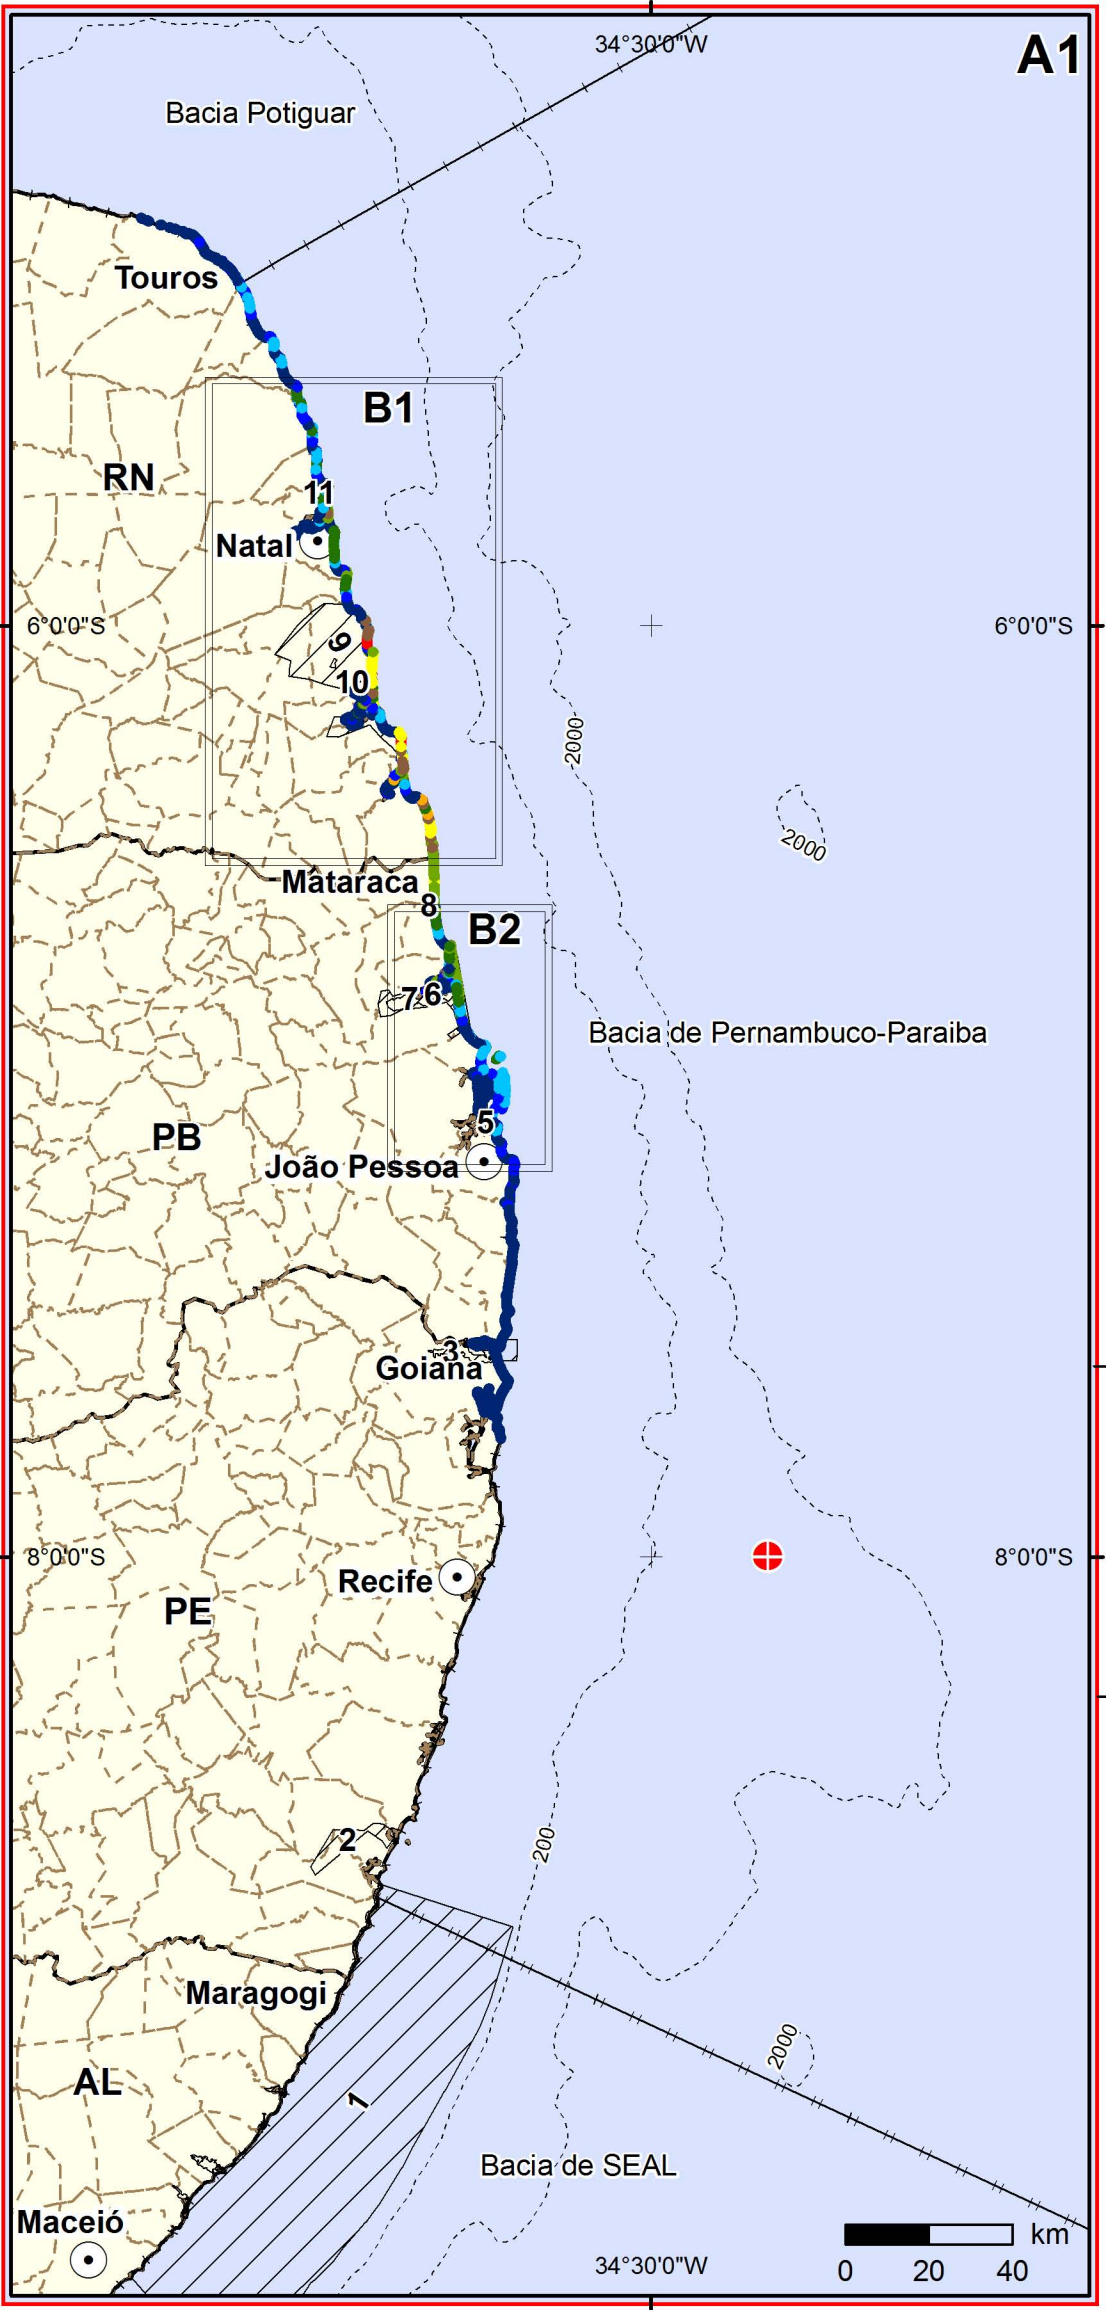 34°30'0"W
A1
Bacia Potiguar
Touros
B1
RN
11
Natal
6°0'0"S
6°0'0"S
9
10
2000
2000
Mataraca
8
B2
7
6
Bacia de Pernambuco-Paraiba
5
PB
João Pessoa
3
Goiana
8°0'0"S
8°0'0"S
Recife
PE
2
200
Maragogi
2000
AL
1
Bacia de SEAL
Maceió
km
34°30'0"W
0 20 40